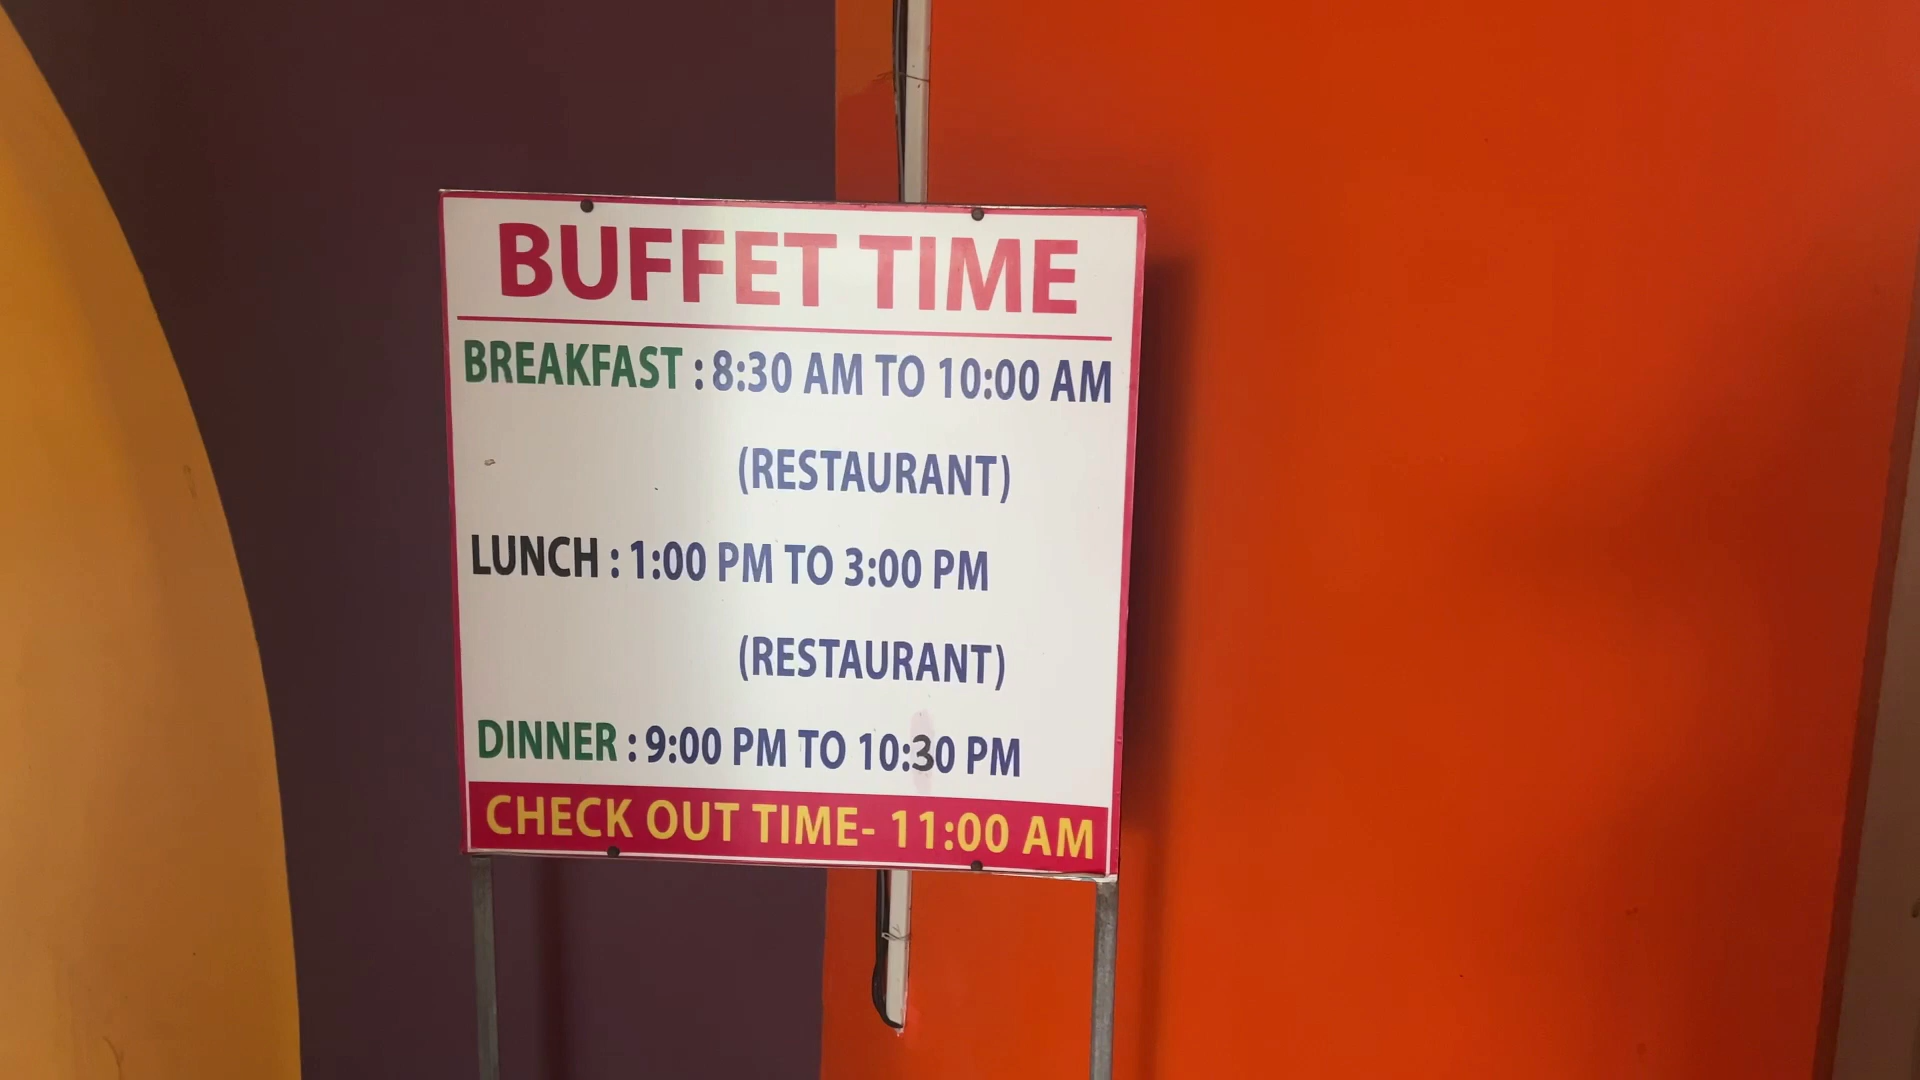 BUFFET TIME
BREAKFAST : 8:30 AM TO 10:00 AM
(RESTAURANT)
LUNCH : 1:00 PM TO 3:00 PM
(RESTAURANT)
DINNER : 9:00 PM TO 10:30 PM
CHECK OUT TIME- 11:00 AM